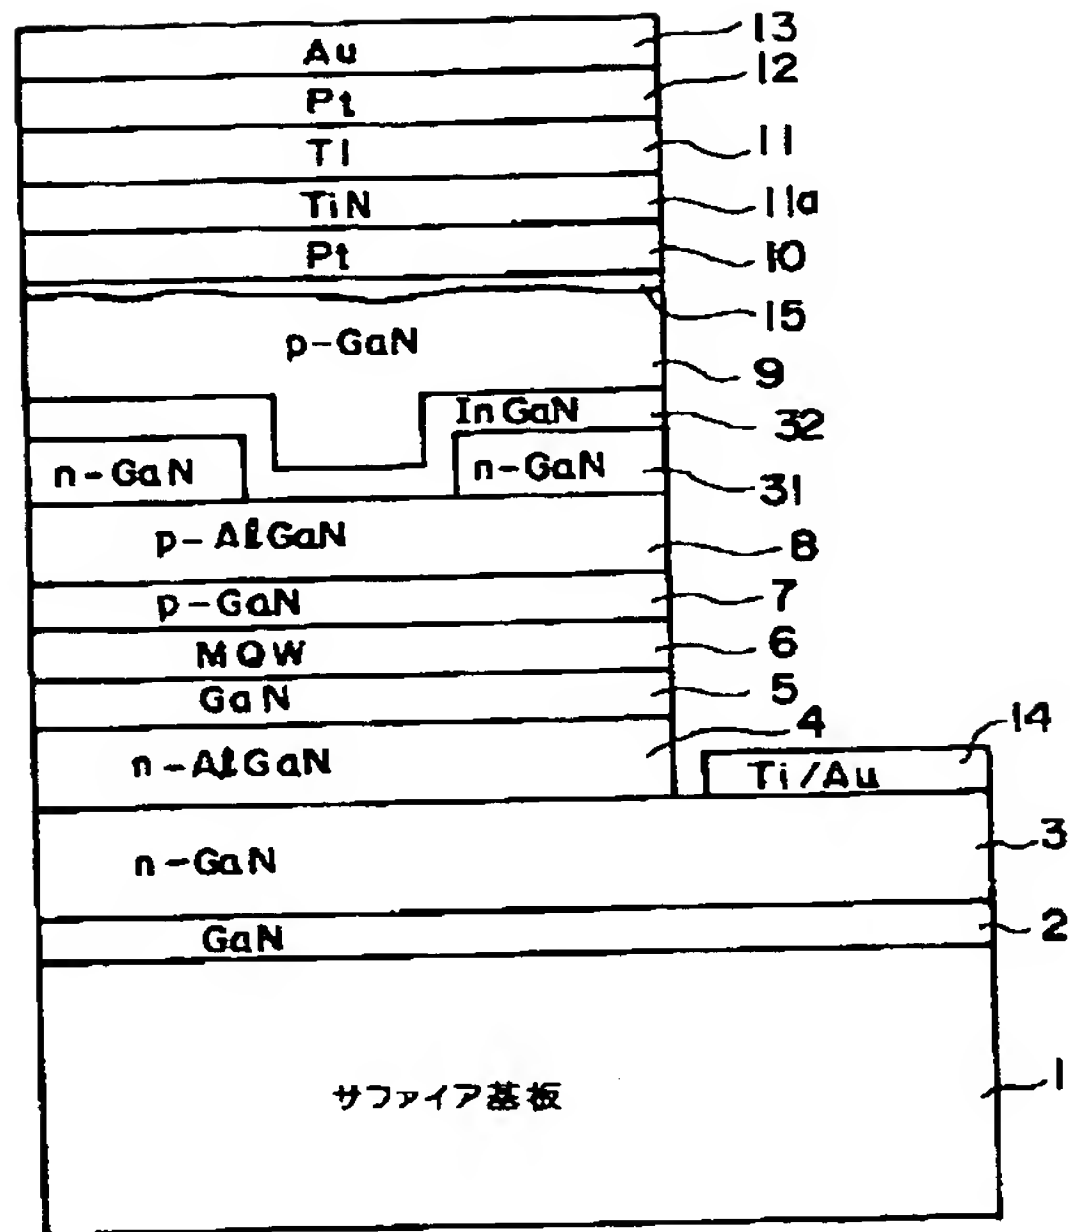 Au 13
Pt 12
TI 11
TiN 11a
Pt 10
15
p-GaN 9
InGaN 32
n-GaN n-GaN 31
p-AlGaN 8
p-GaN 7
MQW 6
GaN 5
n-AlGaN 4
Ti/Au 14
n-GaN 3
GaN 2
サファイア基板 1